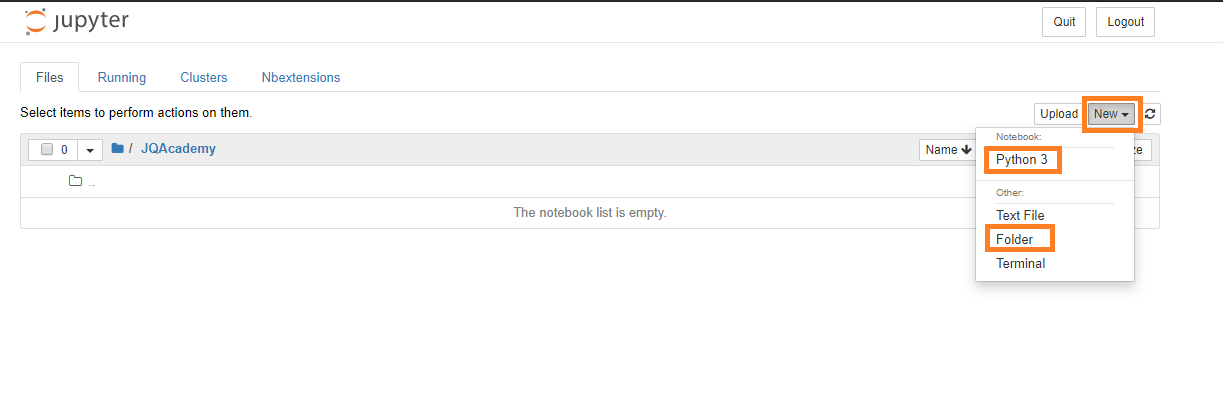 jupyter
Quit Logout
Files Running Clusters Nbextensions
Select items to perform actions on them.
Upload New
0 / JQAcademy Name ze
Notebook:
Python 3
..
Other:
The notebook list is empty.
Text File
Folder
Terminal